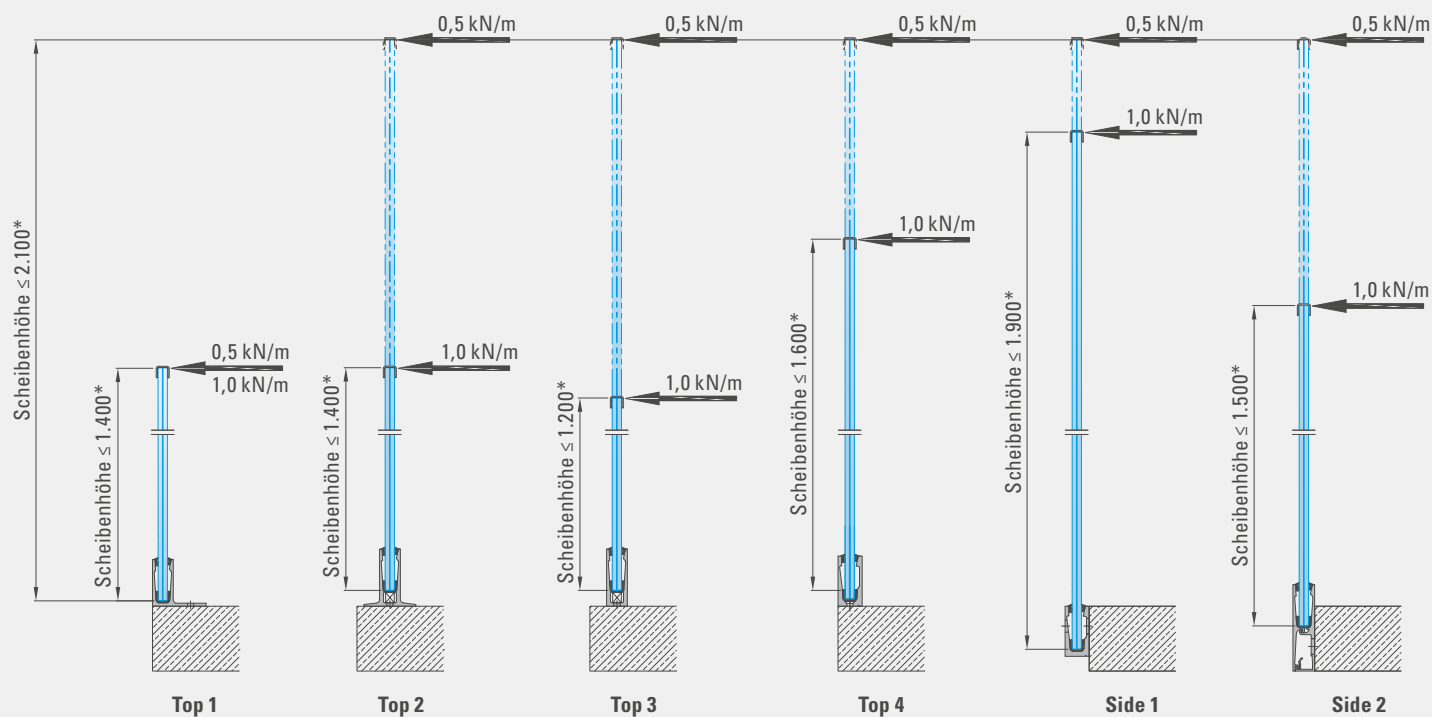 0,5 kN/m
0,5 kN/m
0,5 kN/m
0,5 kN/m
0,5 kN/m
1,0 kN/m
1,0 kN/m
1,0 kN/m
0,5 kN/m
1,0 kN/m
1,0 kN/m
1,0 kN/m
Scheibenhöhe ≤ 2.100*
Scheibenhöhe ≤ 1.400*
Scheibenhöhe ≤ 1.400*
Scheibenhöhe ≤ 1.200*
Scheibenhöhe ≤ 1.600*
Scheibenhöhe ≤ 1.900*
Scheibenhöhe ≤ 1.500*
Top 1
Top 2
Top 3
Top 4
Side 1
Side 2